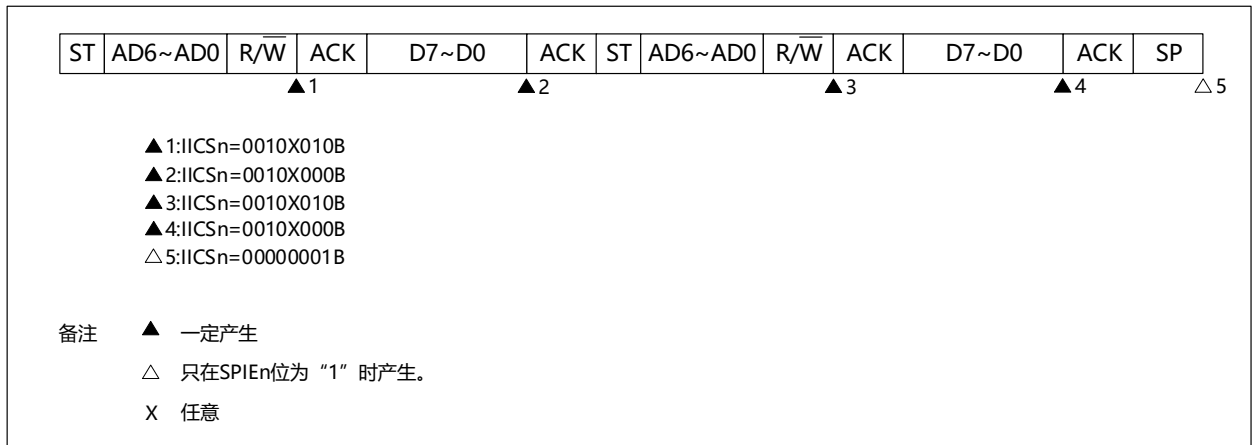 ST AD6~AD0 R/W̅ ACK D7~D0 ACK ST AD6~AD0 R/W̅ ACK D7~D0 ACK SP
▲1 ▲2 ▲3 ▲4 △5
▲1:IICSn=0010X010B
▲2:IICSn=0010X000B
▲3:IICSn=0010X010B
▲4:IICSn=0010X000B
△5:IICSn=00000001B
备注 ▲ 一定产生
△ 只在SPIEn位为“1”时产生。
X 任意